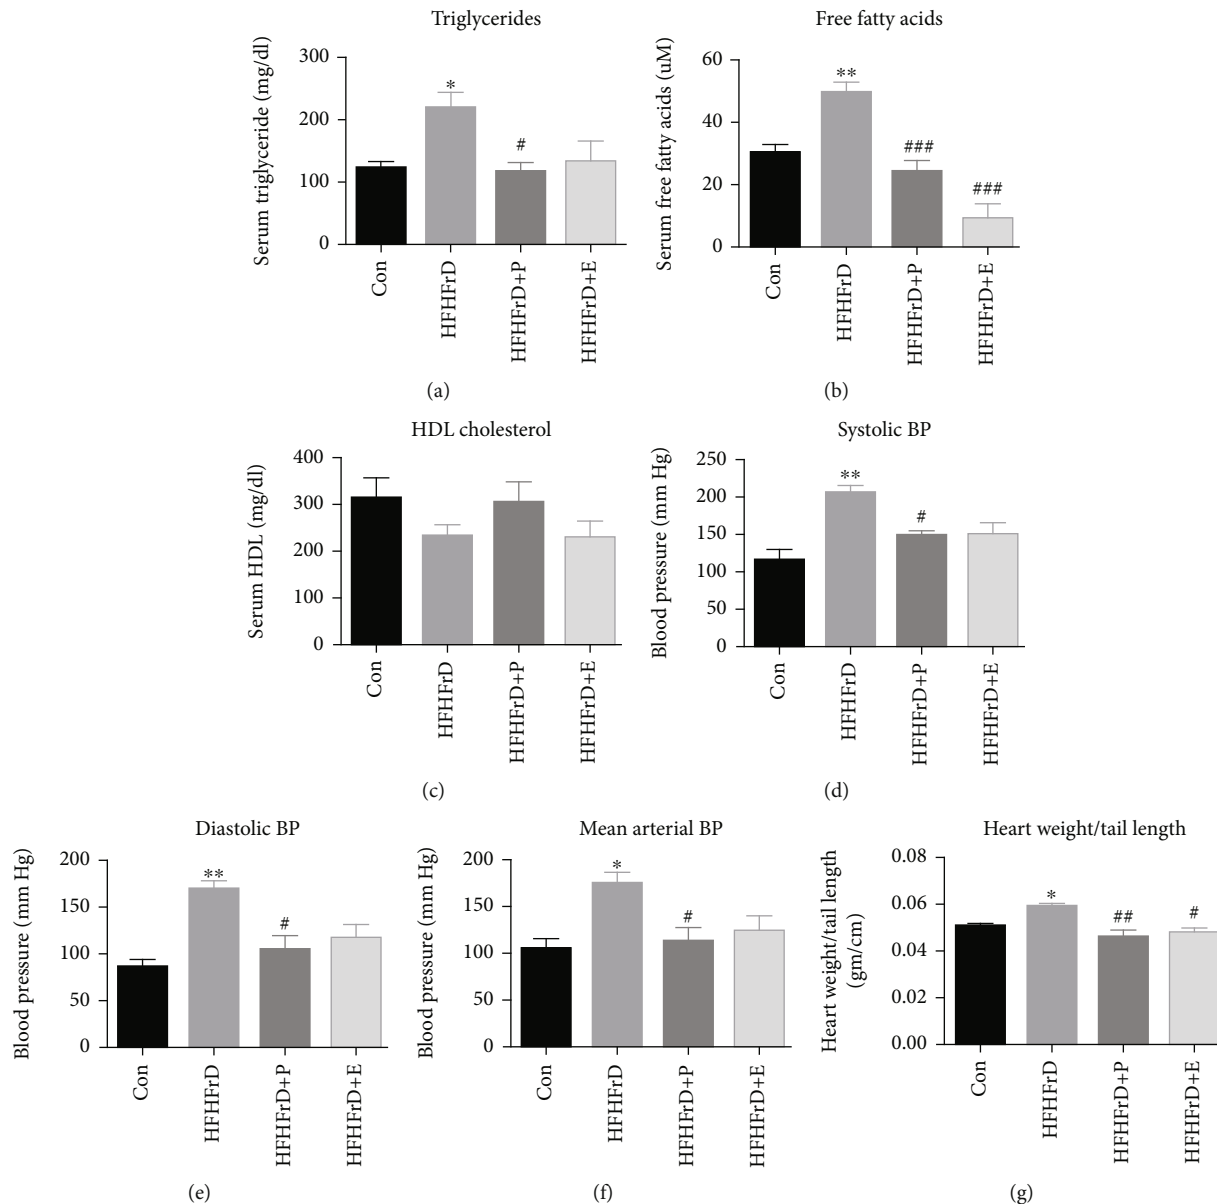 Triglycerides
Serum triglyceride (mg/dl)
300
200
100
0
*
#
Con
HFHFrD
HFHFrD+P
HFHFrD+E
(a)
Free fatty acids
Serum free fatty acids (uM)
60
40
20
0
**
###
###
Con
HFHFrD
HFHFrD+P
HFHFrD+E
(b)
HDL cholesterol
Serum HDL (mg/dl)
400
300
200
100
0
Con
HFHFrD
HFHFrD+P
HFHFrD+E
(c)
Systolic BP
Blood pressure (mm Hg)
250
200
150
100
50
0
**
#
Con
HFHFrD
HFHFrD+P
HFHFrD+E
(d)
Diastolic BP
Blood pressure (mm Hg)
200
150
100
50
0
**
#
Con
HFHFrD
HFHFrD+P
HFHFrD+E
(e)
Mean arterial BP
Blood pressure (mm Hg)
200
150
100
50
0
*
#
Con
HFHFrD
HFHFrD+P
HFHFrD+E
(f)
Heart weight/tail length
Heart weight/tail length
(gm/cm)
0.08
0.06
0.04
0.02
0.00
*
##
#
Con
HFHFrD
HFHFrD+P
HFHFrD+E
(g)